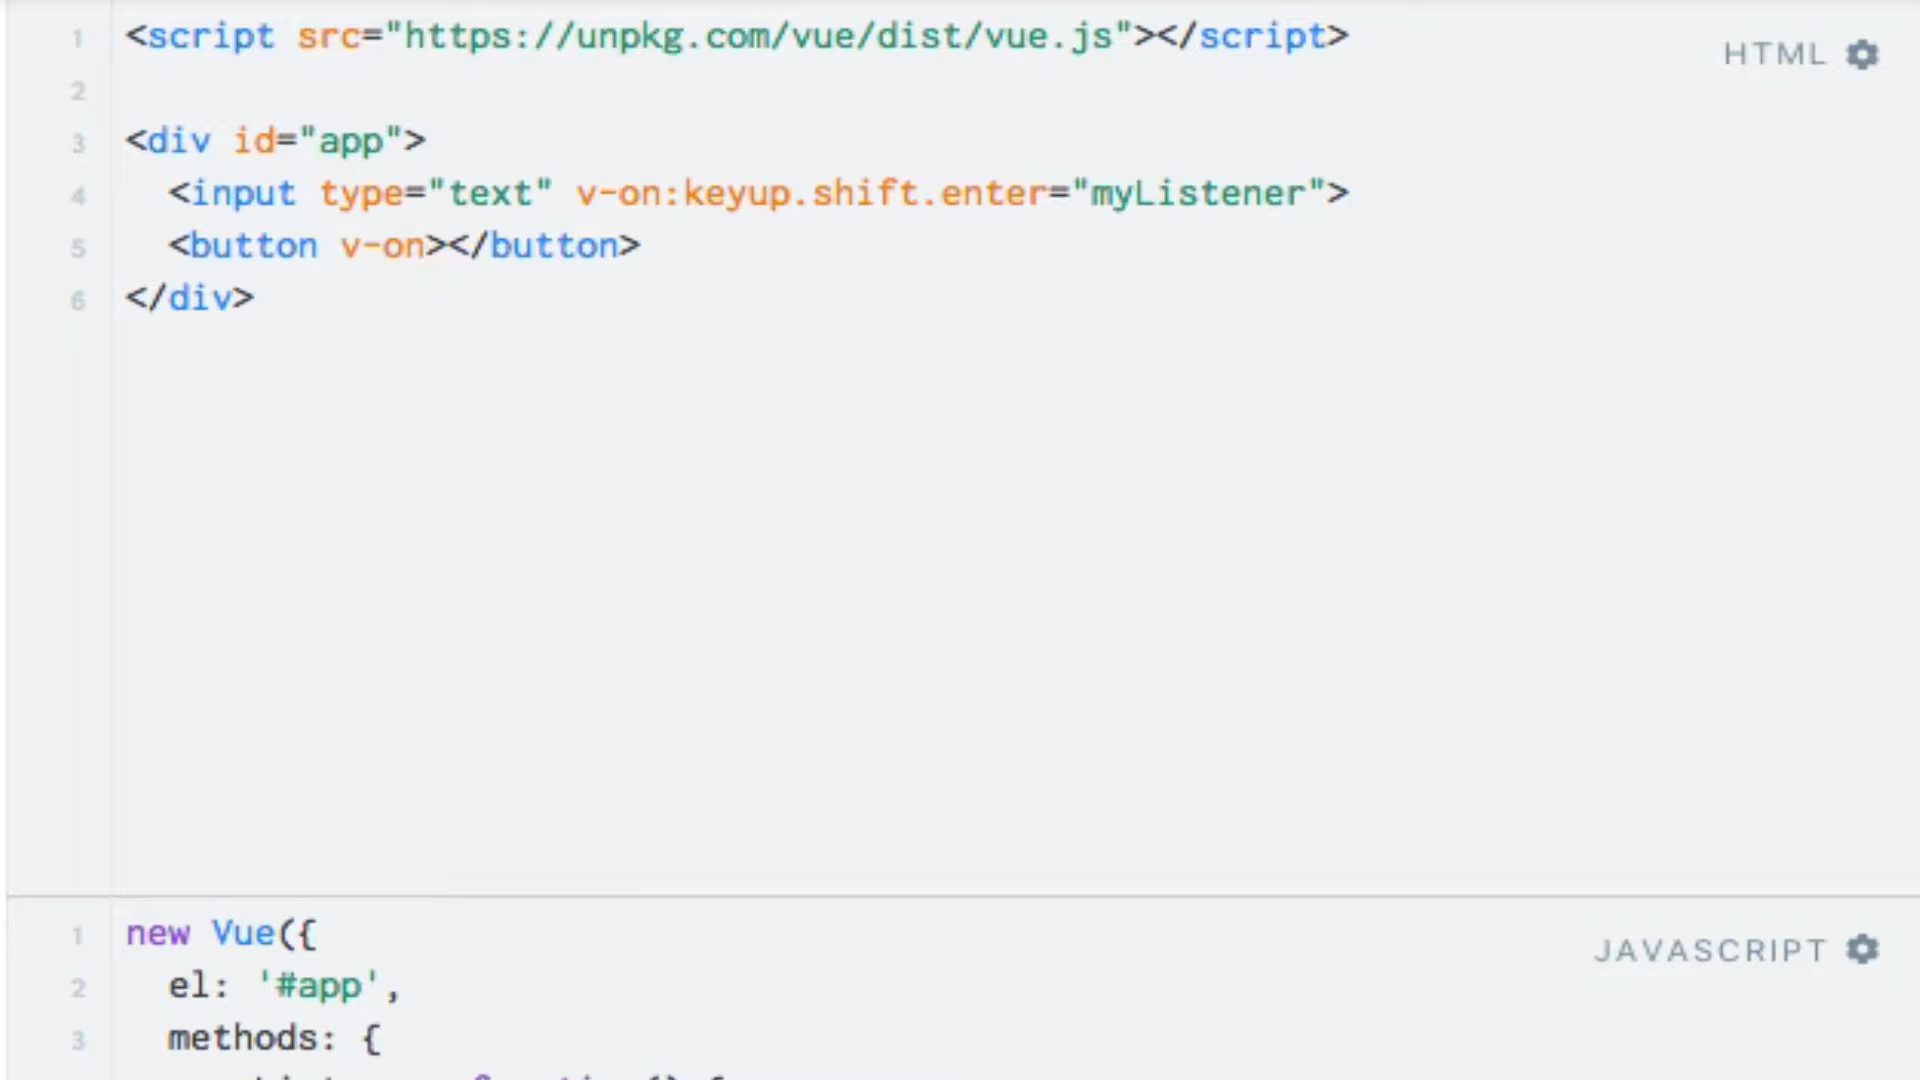 1 <script src="https://unpkg.com/vue/dist/vue.js"></script>
HTML
2
3 <div id="app">
4   <input type="text" v-on:keyup.shift.enter="myListener">
5   <button v-on></button>
6 </div>
1 new Vue({
JAVASCRIPT
2   el: '#app',
3   methods: {